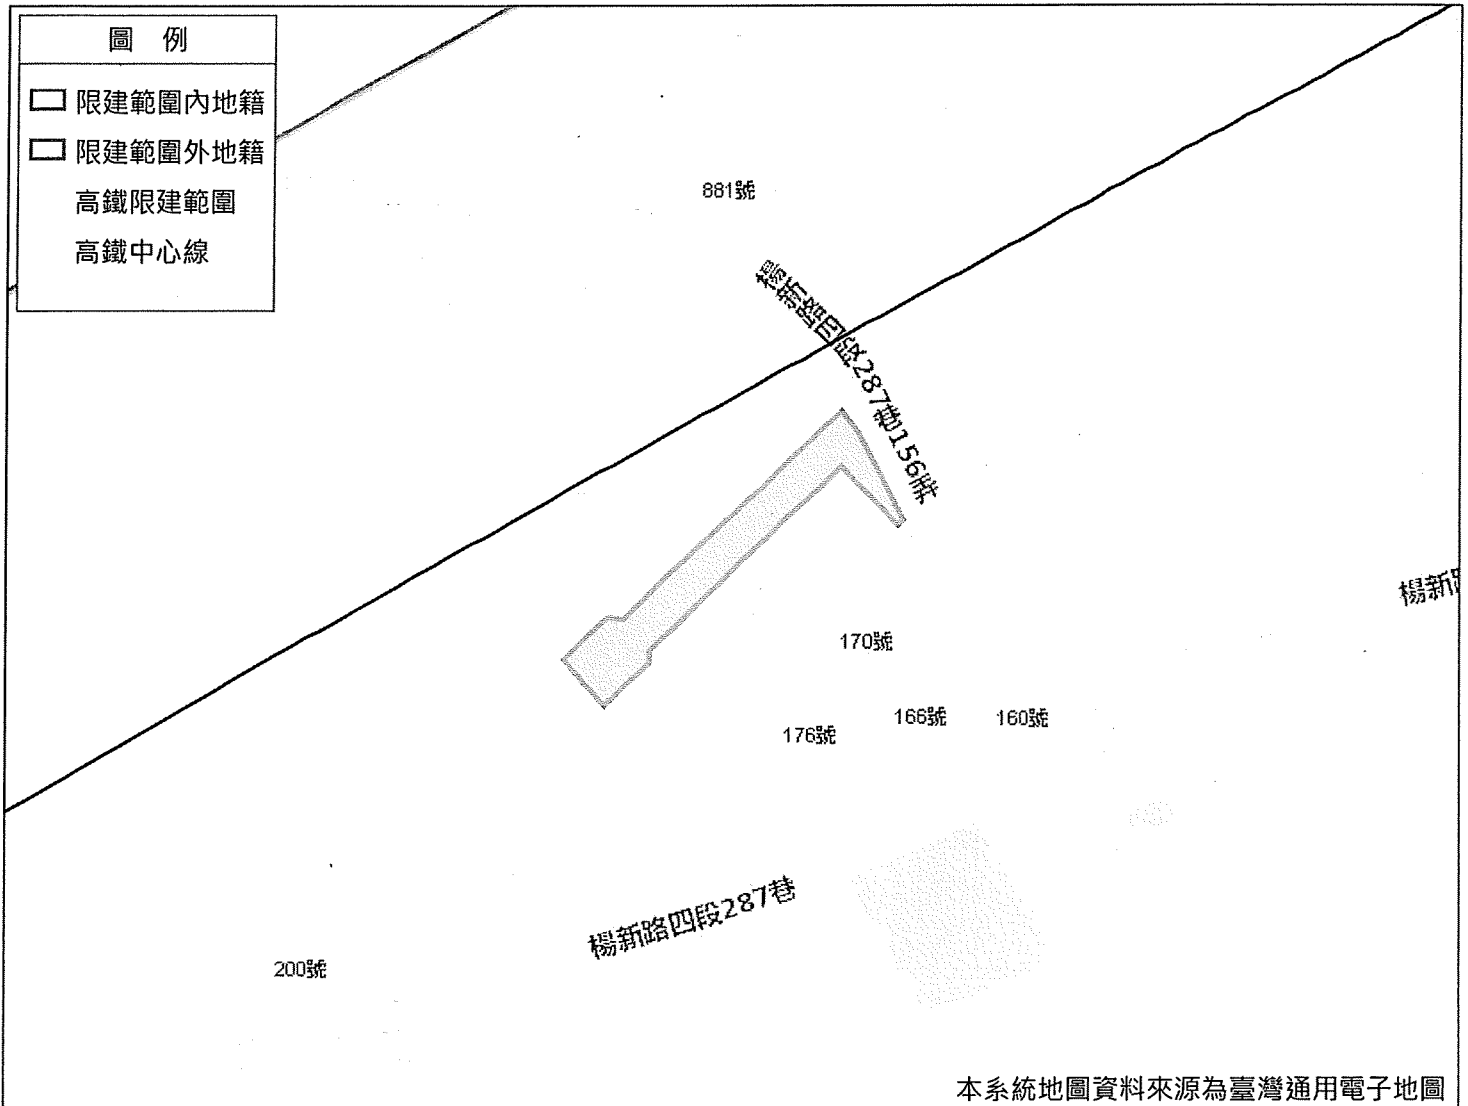 圖 例
限建範圍內地籍
限建範圍外地籍
高鐵限建範圍
高鐵中心線
881號
楊新路四段287巷156弄
楊新
170號
176號
166號
160號
楊新路四段287巷
200號
本系統地圖資料來源為臺灣通用電子地圖